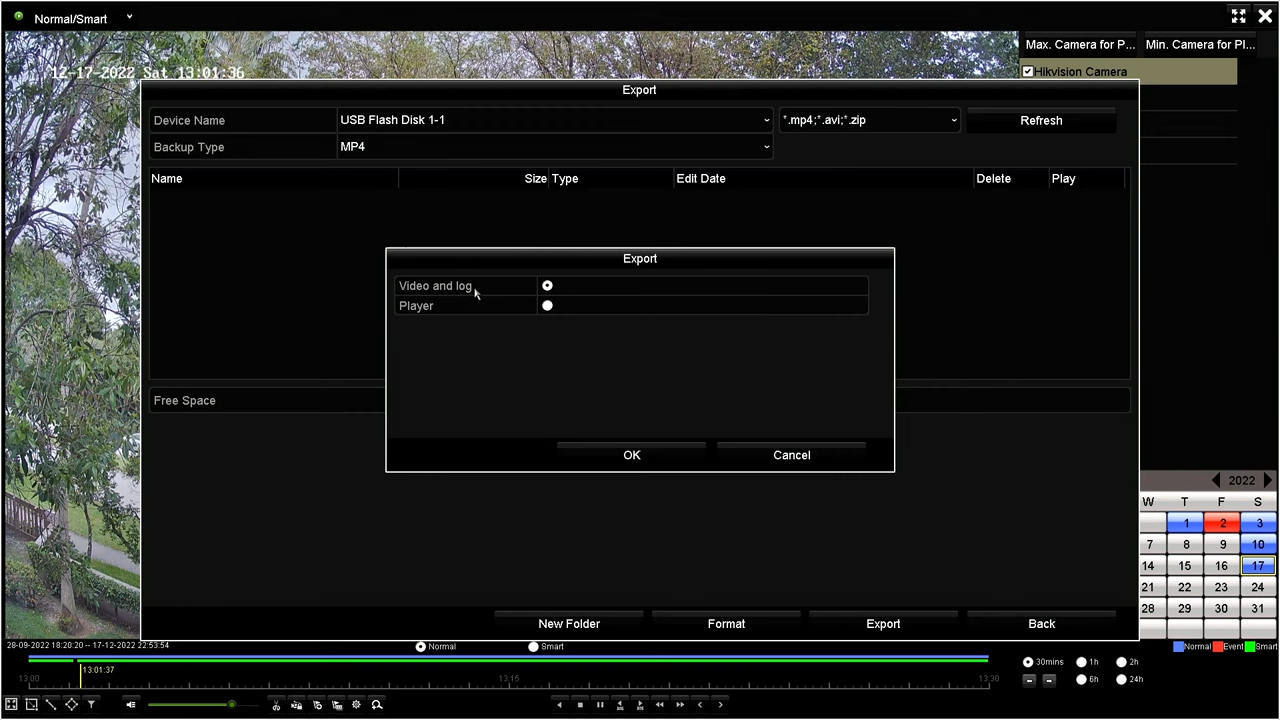 Normal/Smart
Max. Camera for P... Min. Camera for Pl...
12-17-2022 Sat 13:01:36
Hikvision Camera
Export
Device Name USB Flash Disk 1-1 *.mp4;*.avi;*.zip Refresh
Backup Type MP4
Name Size Type Edit Date Delete Play
Export
Video and log
Player
OK Cancel
Free Space
New Folder Format Export Back
2022
W T F S
1 2 3
7 8 9 10
14 15 16 17
21 22 23 24
28 29 30 31
28-09-2022 18:20:20 -- 17-12-2022 22:53:54 Normal Smart Normal Event Smart
13:01:37
13:00 13:15 13:30
30mins 1h 2h
6h 24h